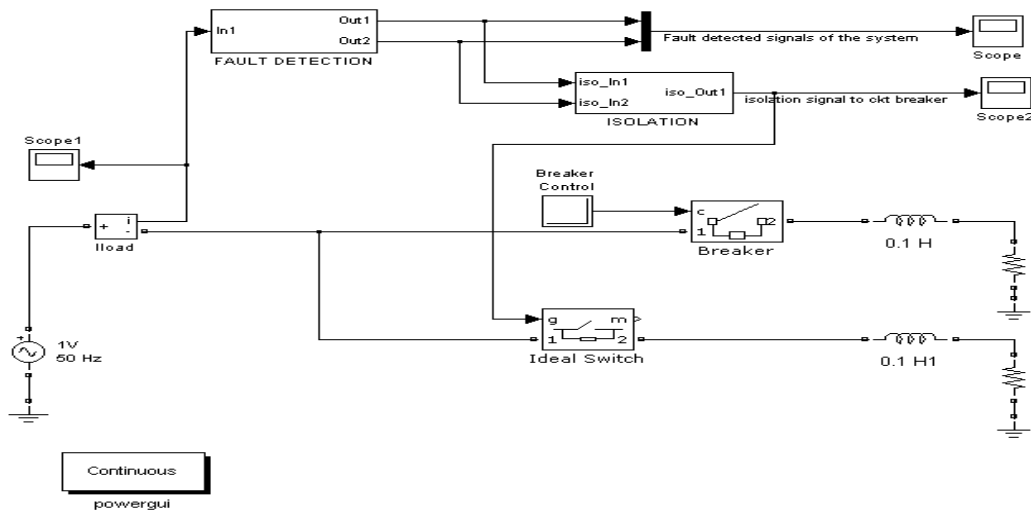 In1
Out1
Out2
FAULT DETECTION
Fault detected signals of the system
Scope
iso_In1
iso_In2
iso_Out1
ISOLATION
isolation signal to ckt breaker
Scope2
Scope1
Breaker
Control
+
i
-
Iload
c
1
2
Breaker
0.1 H
g
m
1
2
Ideal Switch
0.1 H1
+
1V
50 Hz
Continuous
powergui